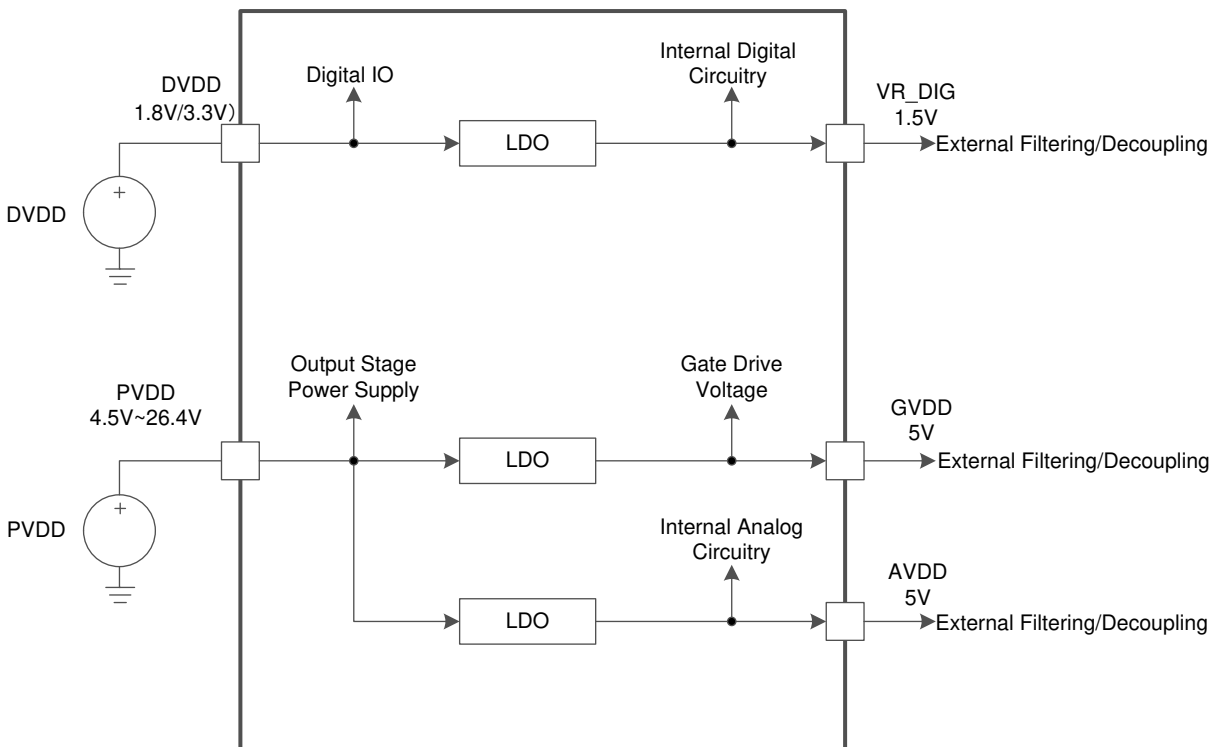 Digital IO
Internal Digital
Circuitry
DVDD
1.8V/3.3V）
VR_DIG
1.5V
LDO
External Filtering/Decoupling
+
DVDD
Output Stage
Power Supply
Gate Drive
Voltage
PVDD
4.5V~26.4V
GVDD
5V
LDO
External Filtering/Decoupling
+
PVDD
Internal Analog
Circuitry
AVDD
5V
LDO
External Filtering/Decoupling